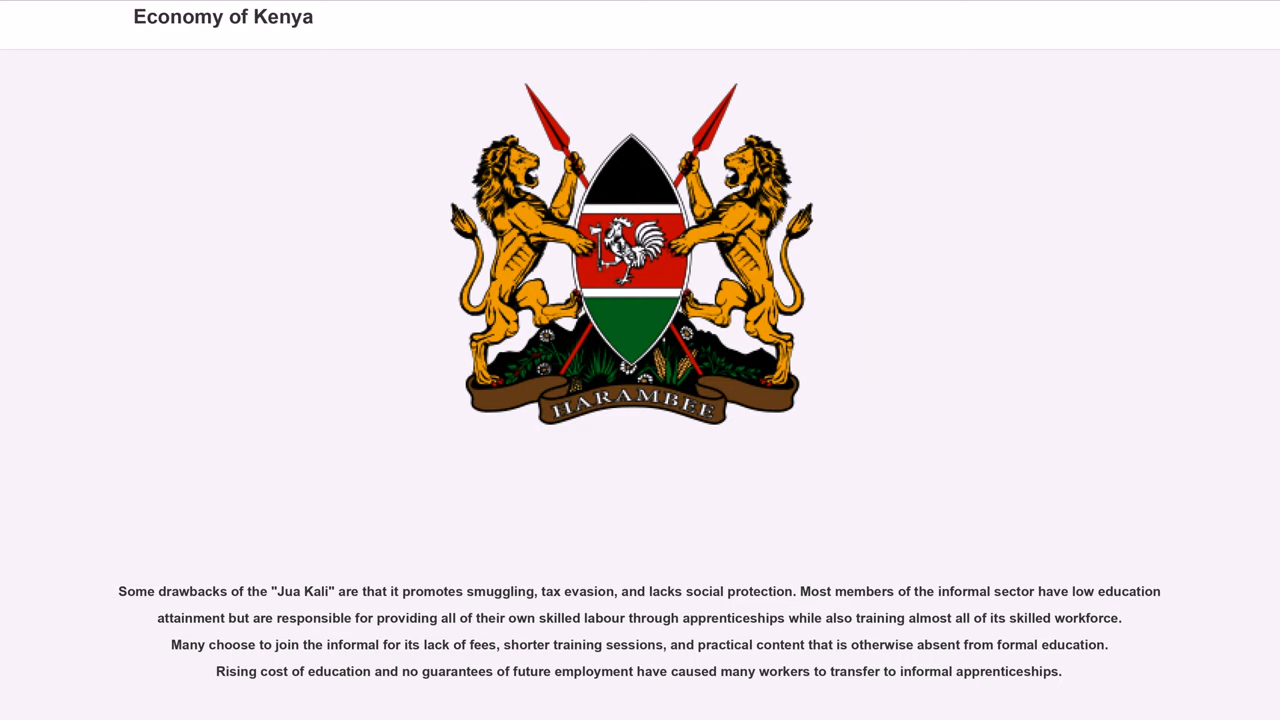 Economy of Kenya
HARAMBEE
Some drawbacks of the "Jua Kali" are that it promotes smuggling, tax evasion, and lacks social protection. Most members of the informal sector have low education
attainment but are responsible for providing all of their own skilled labour through apprenticeships while also training almost all of its skilled workforce.
Many choose to join the informal for its lack of fees, shorter training sessions, and practical content that is otherwise absent from formal education.
Rising cost of education and no guarantees of future employment have caused many workers to transfer to informal apprenticeships.